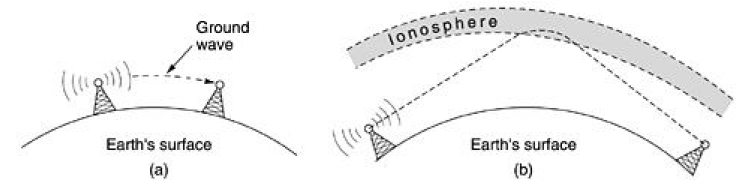 Ground
wave
Ionosphere
Earth's surface
(a)
Earth's surface
(b)